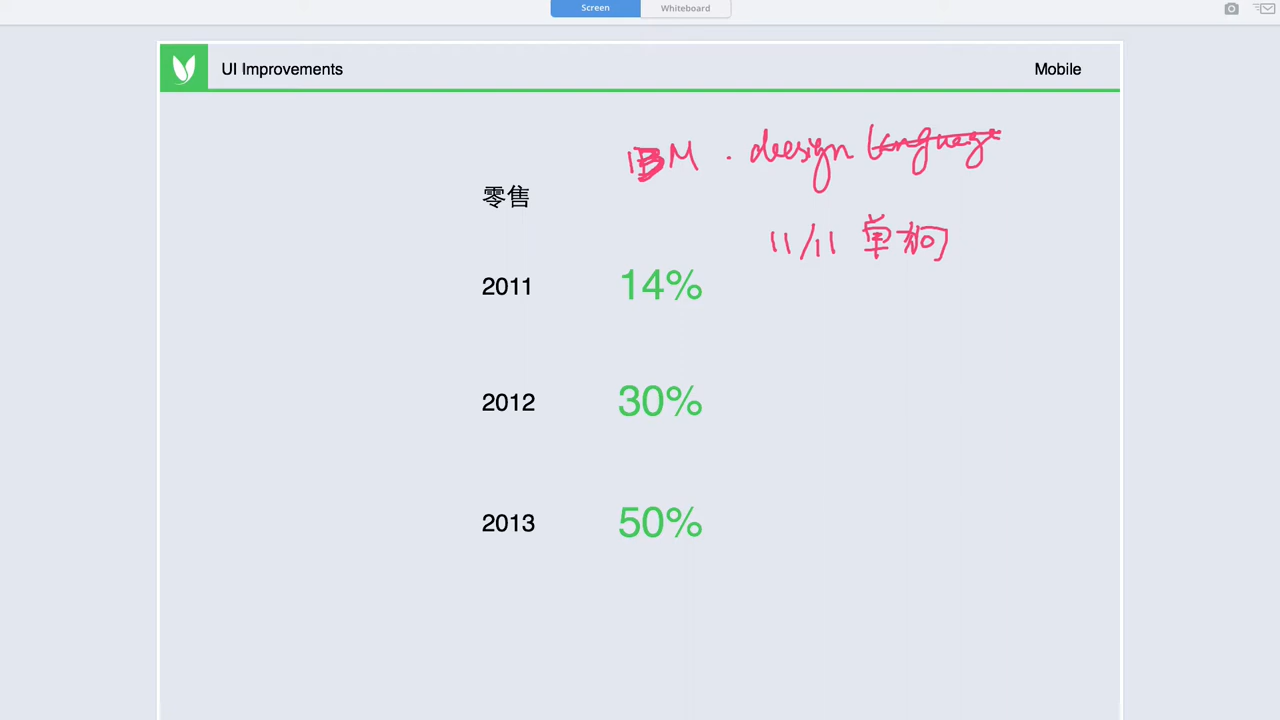 Screen Whiteboard
UI Improvements Mobile
IBM . design language
零售
11/11 单
2011 14%
2012 30%
2013 50%